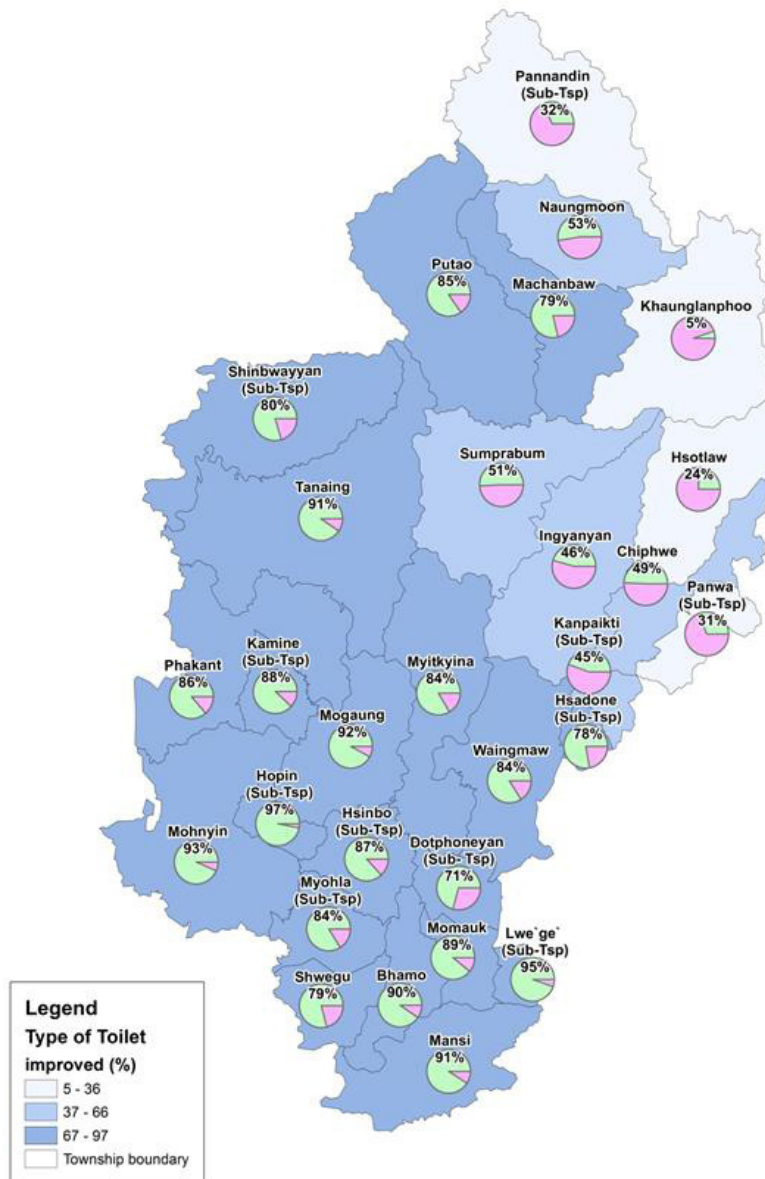 Pannandin
(Sub-Tsp)
32%
Naungmoon
53%
Putao
85%
Machanbaw
79%
Khaunglanphoo
5%
Shinbwayyan
(Sub-Tsp)
80%
Sumprabum
51%
Hsotlaw
24%
Tanaing
91%
Ingyanyan
46%
Chiphwe
49%
Panwa
(Sub-Tsp)
31%
Kanpaikti
(Sub-Tsp)
45%
Kamine
(Sub-Tsp)
88%
Phakant
86%
Myitkyina
84%
Hsadone
(Sub-Tsp)
78%
Mogaung
92%
Waingmaw
84%
Hopin
(Sub-Tsp)
97%
Hsinbo
(Sub-Tsp)
87%
Mohnyin
93%
Dotphoneyan
(Sub- Tsp)
71%
Myohla
(Sub-Tsp)
84%
Momauk
89%
Lwe`ge`
(Sub-Tsp)
95%
Shwegu
79%
Bhamo
90%
Mansi
91%
Legend
Type of Toilet
improved (%)
5 - 36
37 - 66
67 - 97
Township boundary